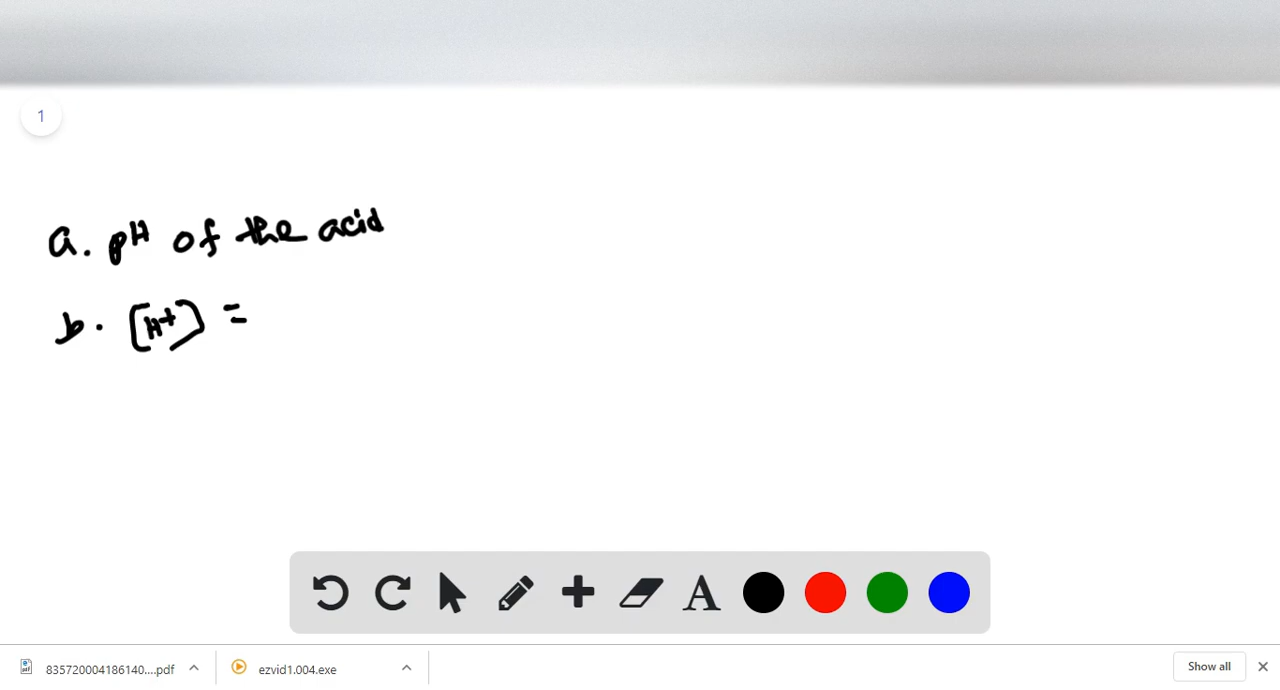 1
a. pH of the acid
b. [H+] =
A
835720004186140....pdf
ezvid1.004.exe
Show all